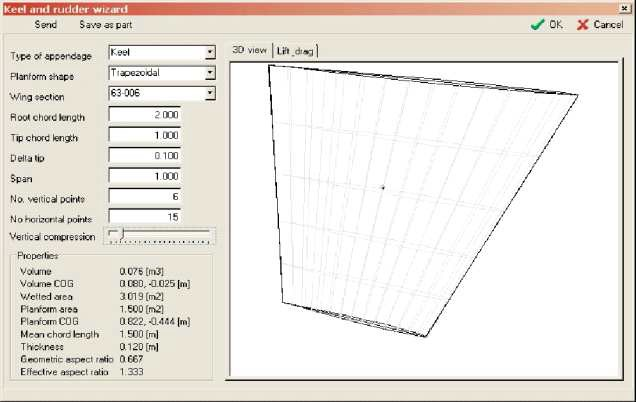 Keel and rudder wizard
Send Save as part OK Cancel
Type of appendage Keel
Planform shape Trapezoidal
Wing section 63-006
Root chord length 2.000
Tip chord length 1.000
Delta tip 0.100
Span 1.000
No. vertical points 6
No horizontal points 15
Vertical compression
3D view Lift_drag
Properties
Volume 0.076 [m3]
Volume COG 0.080, -0.025 [m]
Wetted area 3.019 [m2]
Planform area 1.500 [m2]
Planform COG 0.822, -0.444 [m]
Mean chord length 1.500 [m]
Thickness 0.120 [m]
Geometric aspect ratio 0.667
Effective aspect ratio 1.333